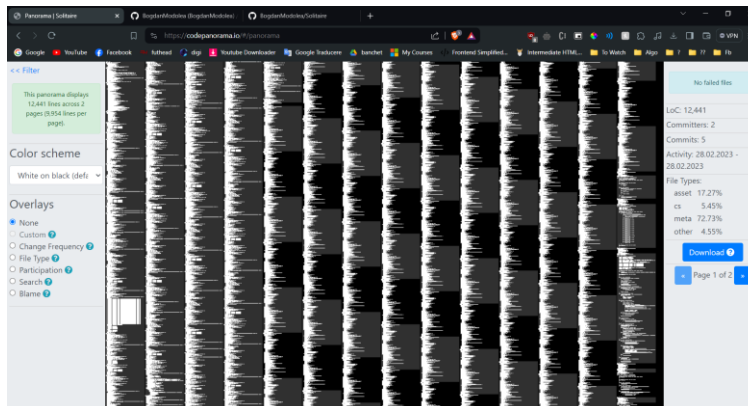 Panorama | Solitaire
BogdanModolea (BogdanModolea)
BogdanModolea/Solitaire
https://codepanorama.io/#/panorama
VPN
Google
YouTube
Facebook
futhead
digi
Youtube Downloader
Google Traducere
banchet
My Courses
Frontend Simplified...
Intermediate HTML...
To Watch
Algo
?
??
Fb
<< Filter
This panorama displays
12,441 lines across 2
pages (9,954 lines per
page).
Color scheme
White on black (defa
Overlays
None
Custom
Change Frequency
File Type
Participation
Search
Blame
No failed files
LoC: 12,441
Committers: 2
Commits: 5
Activity: 28.02.2023 -
28.02.2023
File Types:
asset 17.27%
cs 5.45%
meta 72.73%
other 4.55%
Download
« Page 1 of 2 »